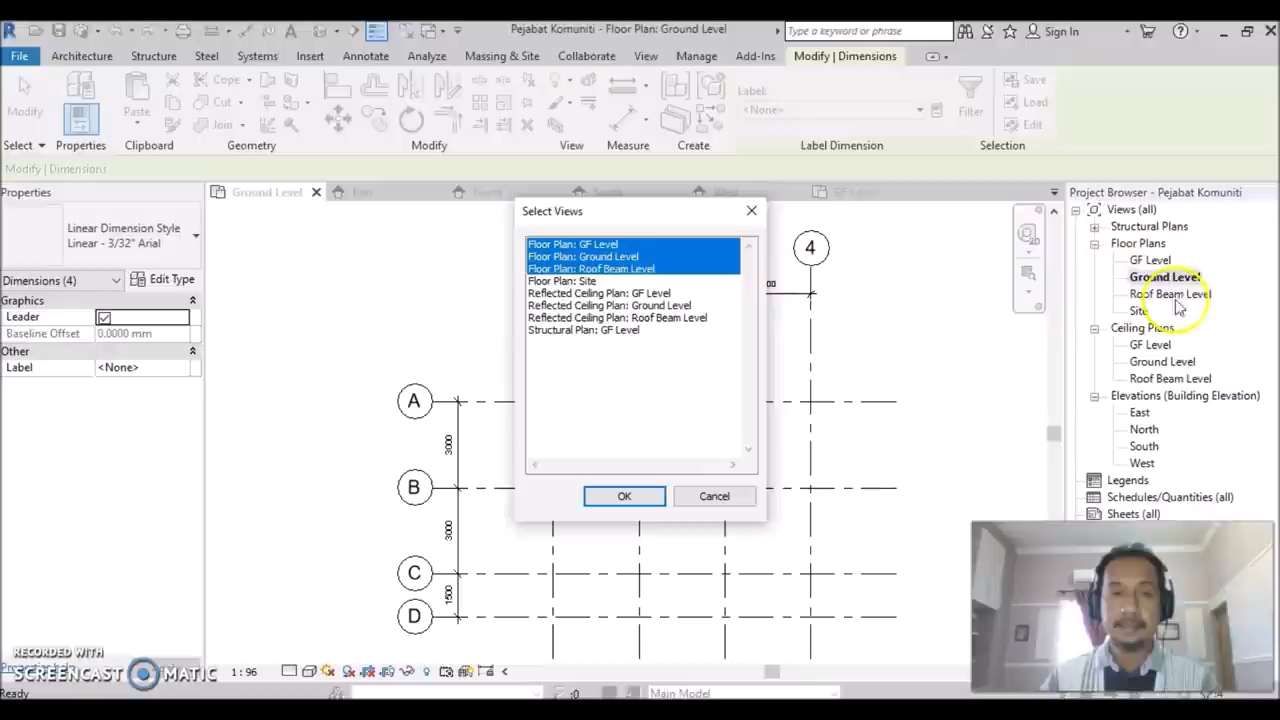 Pejabat Komuniti - Floor Plan: Ground Level
Type a keyword or phrase
Sign In
File Architecture Structure Steel Systems Insert Annotate Analyze Massing & Site Collaborate View Manage Add-Ins Modify | Dimensions
Modify
Paste
Cope
Cut
Join
Label:
<None>
Filter
Save
Load
Edit
Select Properties Clipboard Geometry Modify View Measure Create Label Dimension Selection
Modify | Dimensions
Properties
Linear Dimension Style
Linear - 3/32" Arial
Dimensions (4) Edit Type
Graphics
Leader
Baseline Offset 0.0000 mm
Other
Label <None>
Ground Level
Select Views
Floor Plan: GF Level
Floor Plan: Ground Level
Floor Plan: Roof Beam Level
Floor Plan: Site
Reflected Ceiling Plan: GF Level
Reflected Ceiling Plan: Ground Level
Reflected Ceiling Plan: Roof Beam Level
Structural Plan: GF Level
OK Cancel
4
A
3000
B
3000
C
1500
D
Project Browser - Pejabat Komuniti
Views (all)
Structural Plans
Floor Plans
GF Level
Ground Level
Roof Beam Level
Site
Ceiling Plans
GF Level
Ground Level
Roof Beam Level
Elevations (Building Elevation)
East
North
South
West
Legends
Schedules/Quantities (all)
Sheets (all)
RECORDED WITH
SCREENCAST MATIC
1 : 96
Ready
:0
Main Model